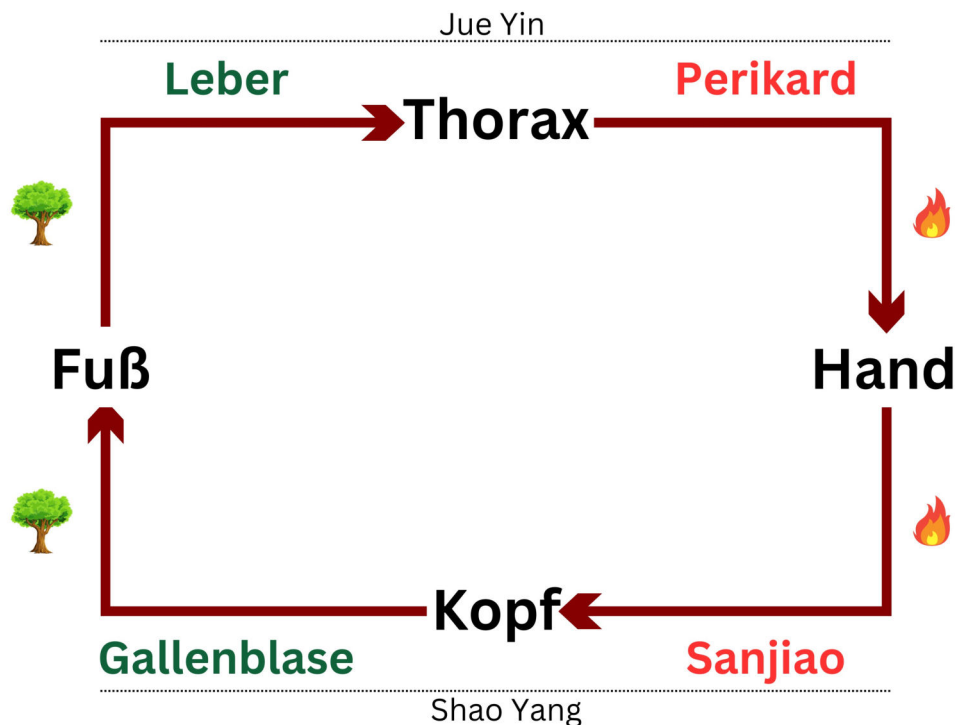 Jue Yin
Leber
Perikard
Thorax
Fuß
Hand
Kopf
Gallenblase
Sanjiao
Shao Yang